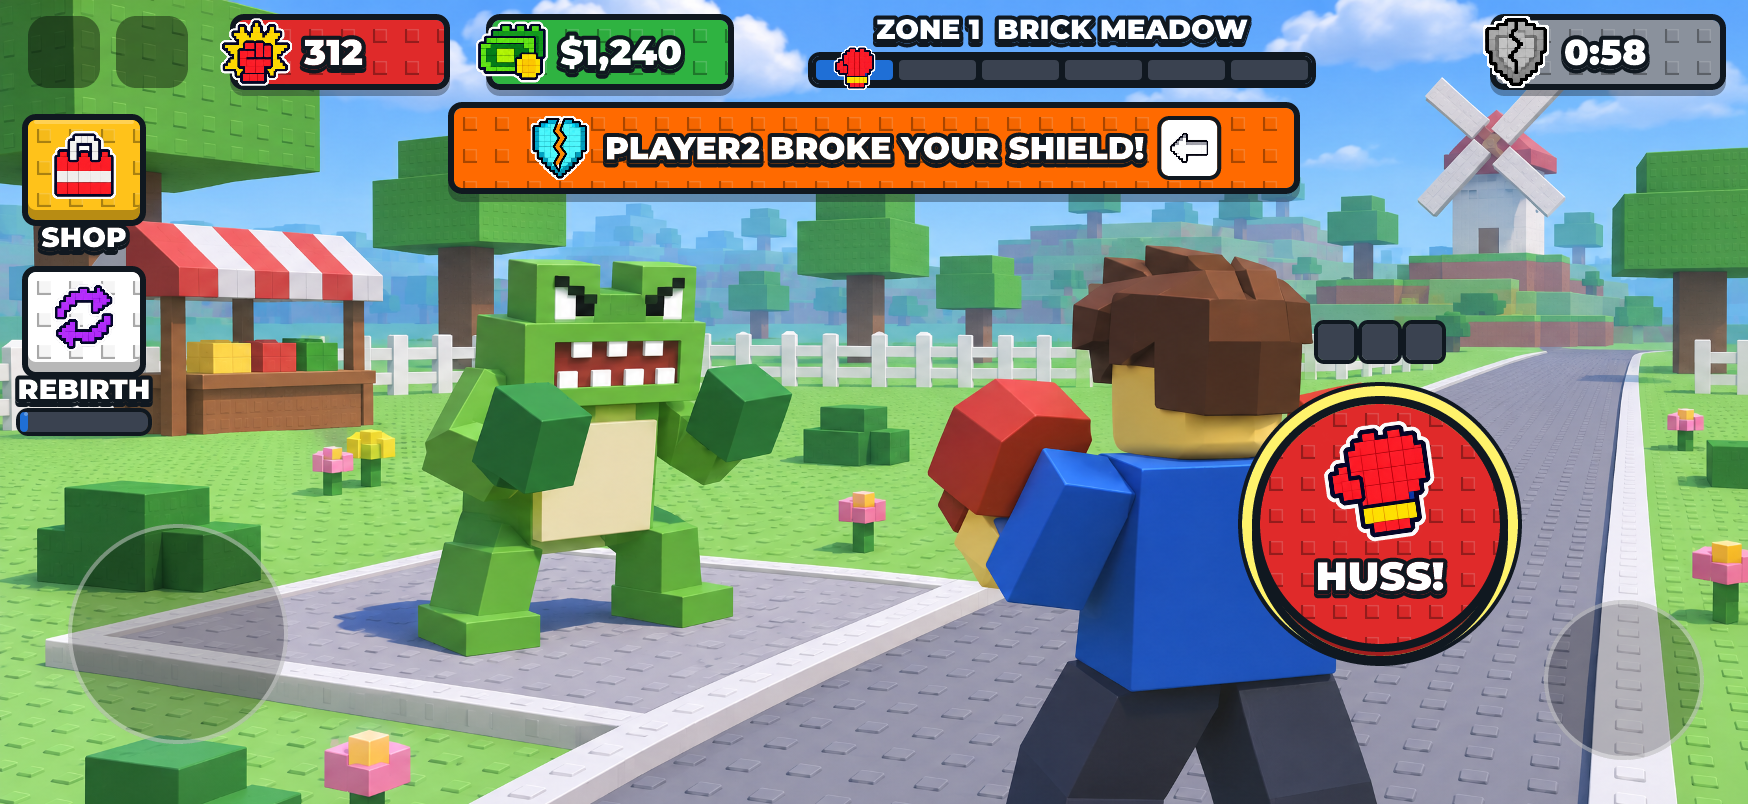 312
$1,240
ZONE 1 BRICK MEADOW
0:58
PLAYER2 BROKE YOUR SHIELD!
SHOP
REBIRTH
HUSS!